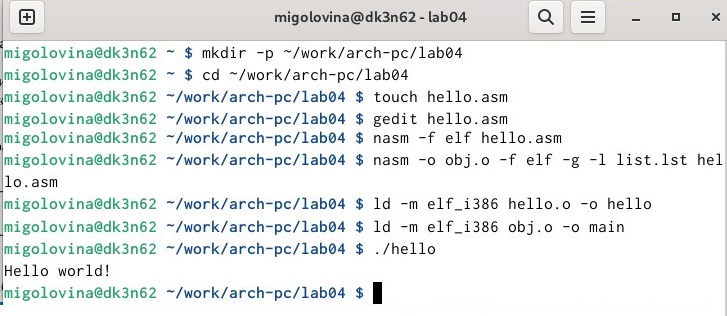 migolovina@dk3n62 - lab04
migolovina@dk3n62 ~ $ mkdir -p ~/work/arch-pc/lab04
migolovina@dk3n62 ~ $ cd ~/work/arch-pc/lab04
migolovina@dk3n62 ~/work/arch-pc/lab04 $ touch hello.asm
migolovina@dk3n62 ~/work/arch-pc/lab04 $ gedit hello.asm
migolovina@dk3n62 ~/work/arch-pc/lab04 $ nasm -f elf hello.asm
migolovina@dk3n62 ~/work/arch-pc/lab04 $ nasm -o obj.o -f elf -g -l list.lst hel
lo.asm
migolovina@dk3n62 ~/work/arch-pc/lab04 $ ld -m elf_i386 hello.o -o hello
migolovina@dk3n62 ~/work/arch-pc/lab04 $ ld -m elf_i386 obj.o -o main
migolovina@dk3n62 ~/work/arch-pc/lab04 $ ./hello
Hello world!
migolovina@dk3n62 ~/work/arch-pc/lab04 $